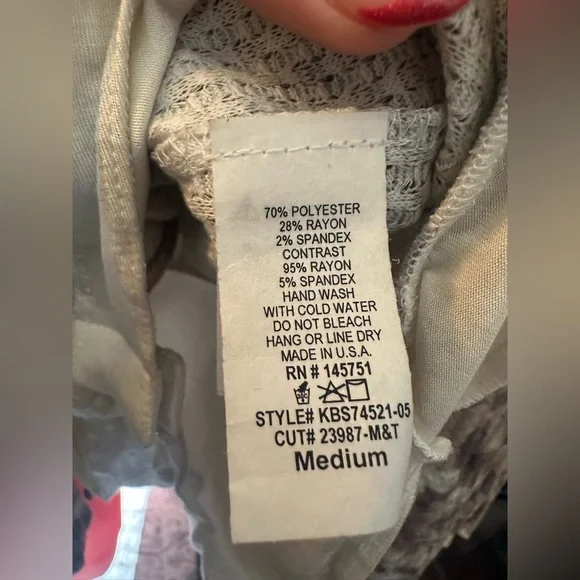 70% POLYESTER
28% RAYON
2% SPANDEX
CONTRAST
95% RAYON
5% SPANDEX
HAND WASH
WITH COLD WATER
DO NOT BLEACH
HANG OR LINE DRY
MADE IN U.S.A.
RN # 145751
STYLE# KBS74521-05
CUT# 23987-M&T
Medium